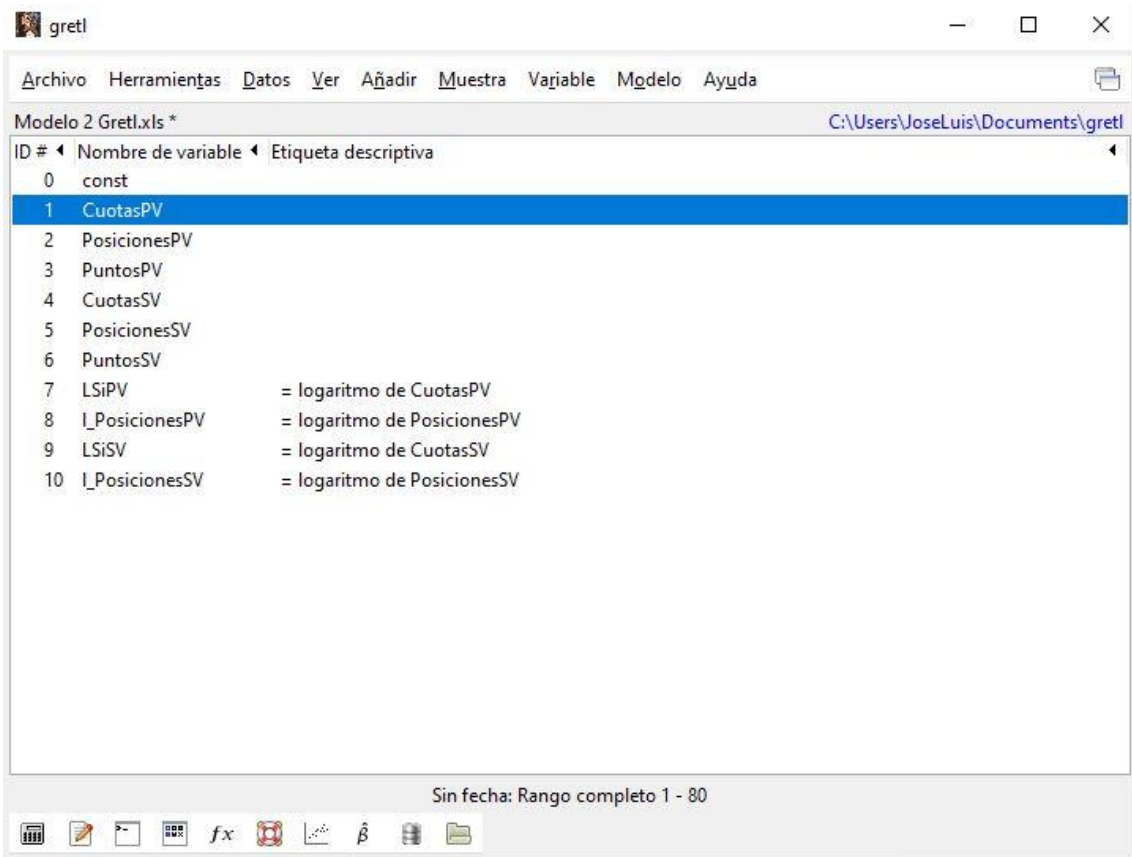 gretl
Archivo Herramientas Datos Ver Añadir Muestra Variable Modelo Ayuda
Modelo 2 Gretl.xls * C:\Users\JoseLuis\Documents\gretl
ID # Nombre de variable Etiqueta descriptiva
0 const
1 CuotasPV
2 PosicionesPV
3 PuntosPV
4 CuotasSV
5 PosicionesSV
6 PuntosSV
7 LSiPV = logaritmo de CuotasPV
8 l_PosicionesPV = logaritmo de PosicionesPV
9 LSiSV = logaritmo de CuotasSV
10 l_PosicionesSV = logaritmo de PosicionesSV
Sin fecha: Rango completo 1 - 80
fx β̂